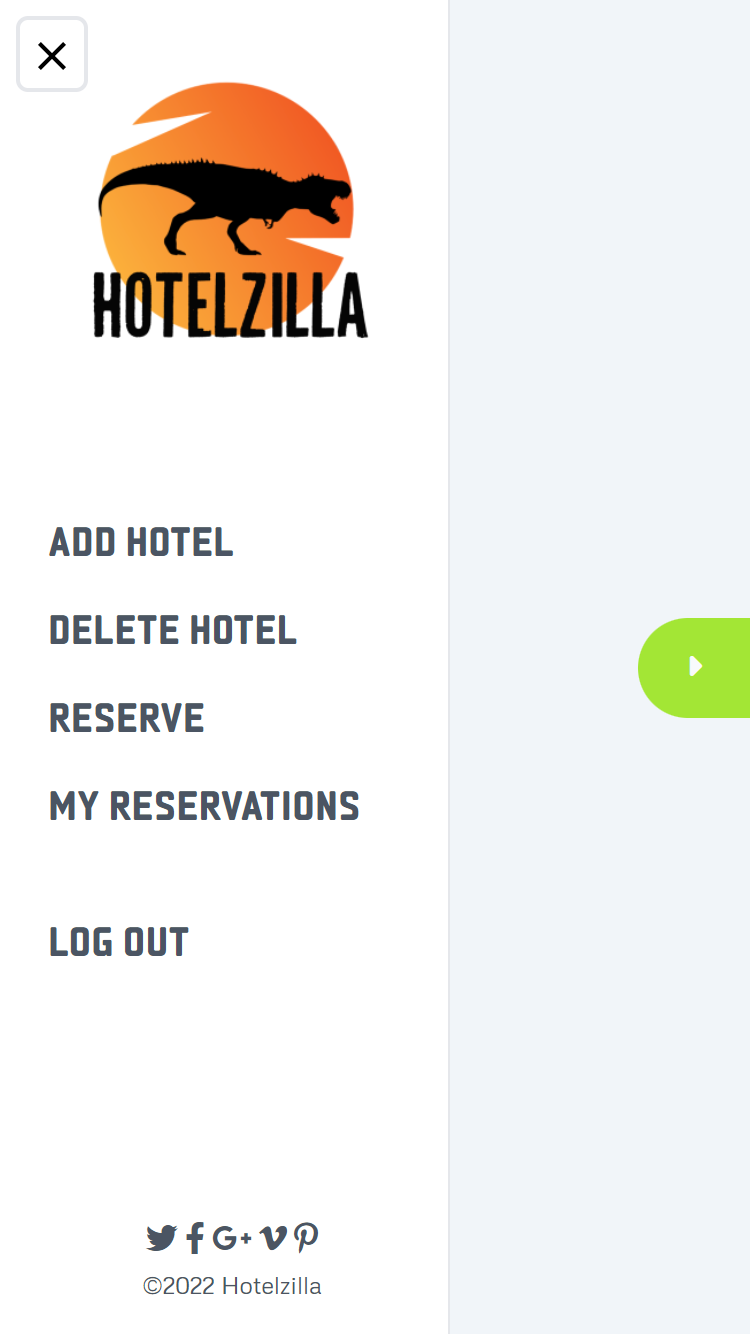 HOTELZILLA
ADD HOTEL
DELETE HOTEL
RESERVE
MY RESERVATIONS
LOG OUT
©2022 Hotelzilla